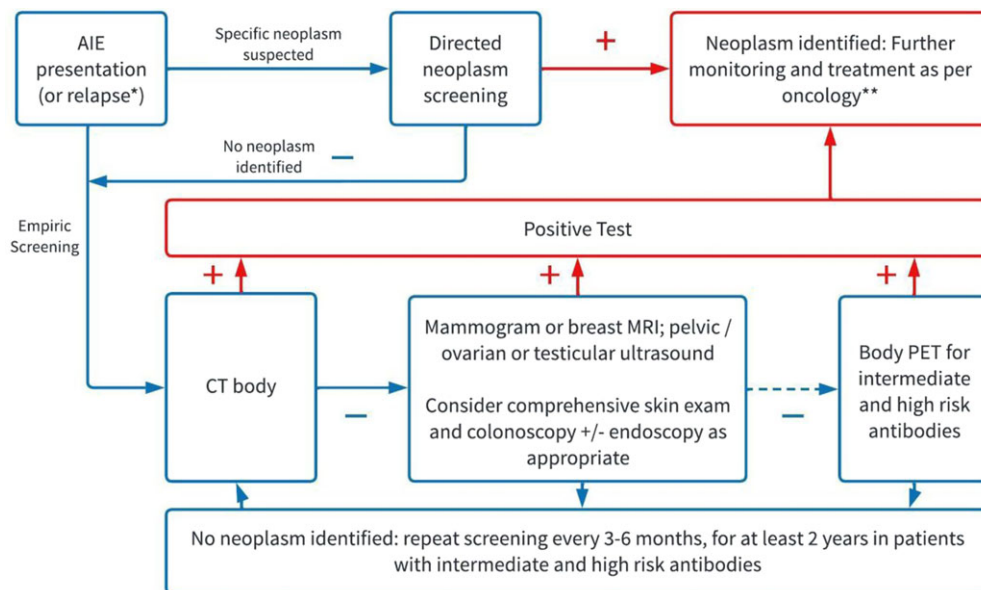 AIE
presentation
(or relapse*)
Specific neoplasm
suspected
Directed
neoplasm
screening
+
Neoplasm identified: Further
monitoring and treatment as per
oncology**
No neoplasm
identified
−
Empiric
Screening
Positive Test
+
+
+
CT body
−
Mammogram or breast MRI; pelvic /
ovarian or testicular ultrasound
Consider comprehensive skin exam
and colonoscopy +/- endoscopy as
appropriate
−
Body PET for
intermediate
and high risk
antibodies
No neoplasm identified: repeat screening every 3-6 months, for at least 2 years in patients
with intermediate and high risk antibodies